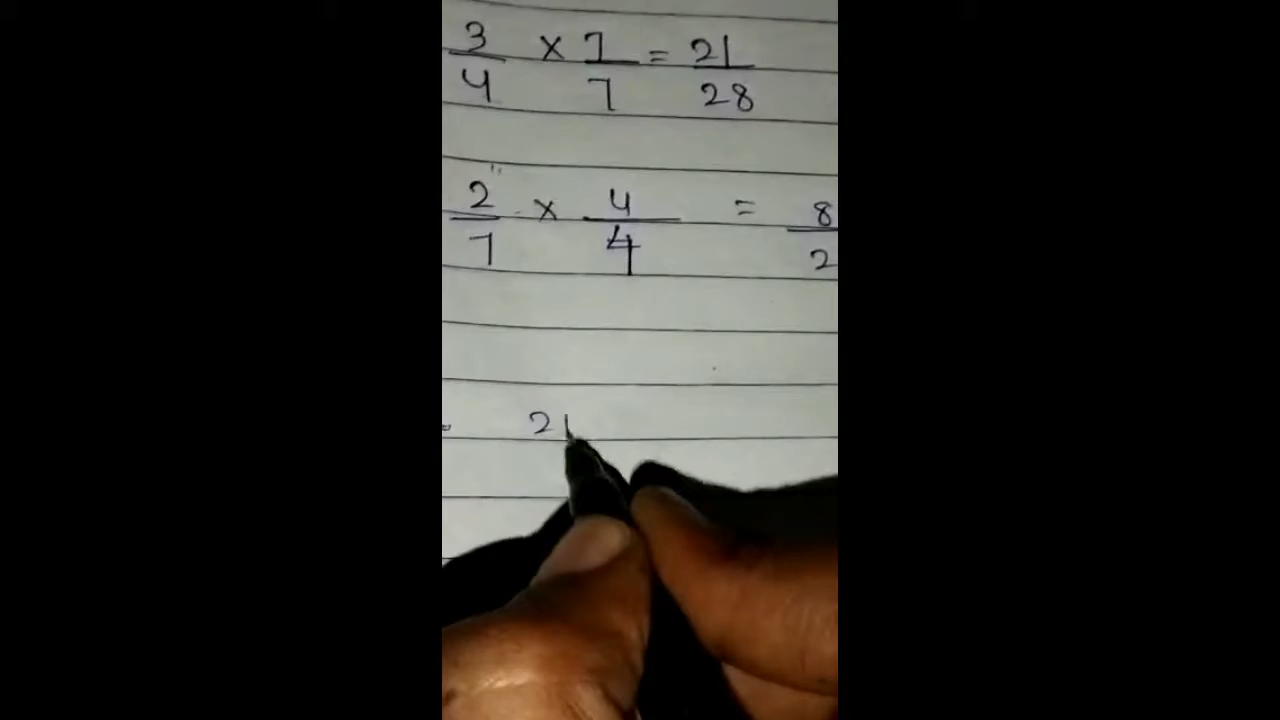 3/4 × 7/7 = 21/28
2/7 × 4/4 = 8/2
= 21